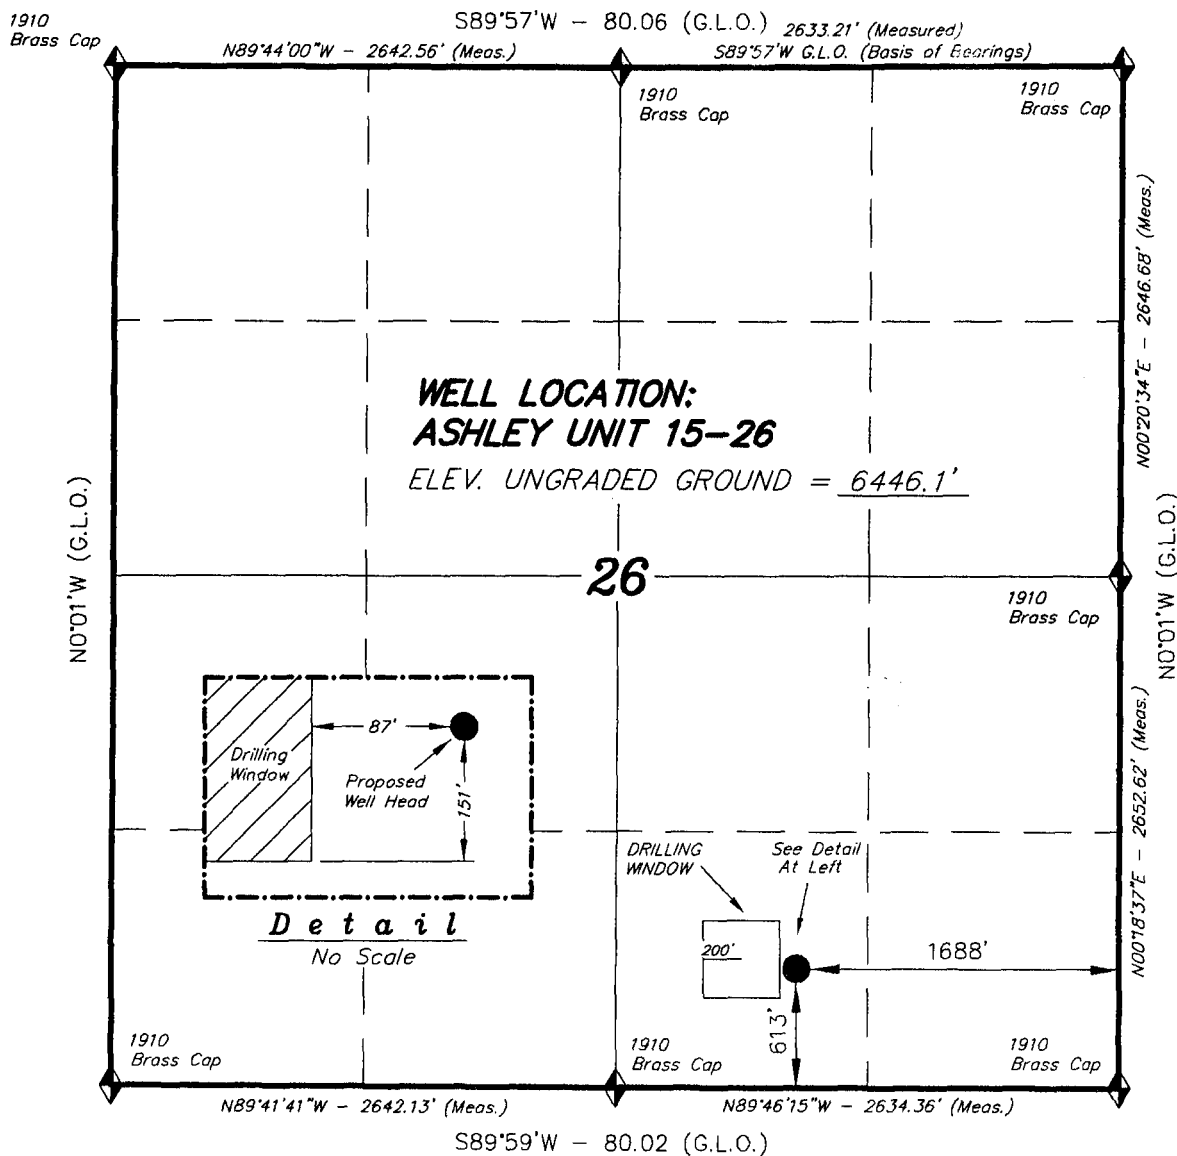 S89°57'W - 80.06 (G.L.O.)
1910
Brass Cap
N89°44'00"W - 2642.56' (Meas.)
2633.21' (Measured)
S89°57'W G.L.O. (Basis of Bearings)
1910
Brass Cap
1910
Brass Cap
N00°20'34"E - 2646.68' (Meas.)
WELL LOCATION:
ASHLEY UNIT 15-26
ELEV. UNGRADED GROUND = 6446.1'
N0°01'W (G.L.O.)
N0°01'W (G.L.O.)
26
1910
Brass Cap
87'
Drilling
Window
Proposed
Well Head
151'
Detail
No Scale
DRILLING
WINDOW
See Detail
At Left
200'
1688'
613'
N00°18'37"E - 2652.62' (Meas.)
1910
Brass Cap
1910
Brass Cap
1910
Brass Cap
N89°41'41"W - 2642.13' (Meas.)
N89°46'15"W - 2634.36' (Meas.)
S89°59'W - 80.02 (G.L.O.)